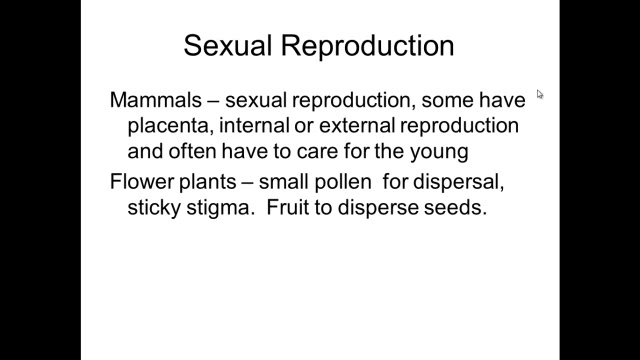 Sexual Reproduction
Mammals – sexual reproduction, some have
placenta, internal or external reproduction
and often have to care for the young
Flower plants – small pollen  for dispersal,
sticky stigma.  Fruit to disperse seeds.